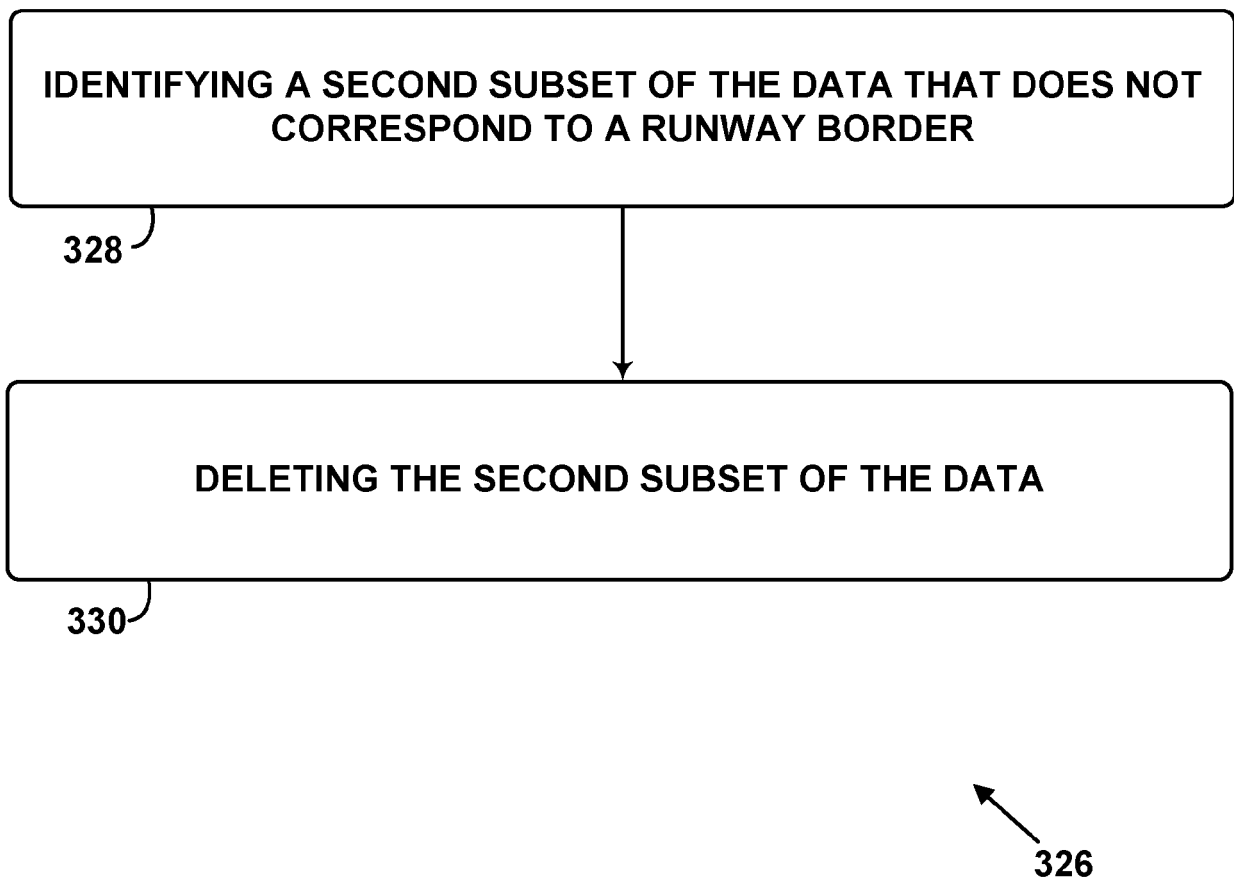 IDENTIFYING A SECOND SUBSET OF THE DATA THAT DOES NOT
CORRESPOND TO A RUNWAY BORDER
328
DELETING THE SECOND SUBSET OF THE DATA
330
326